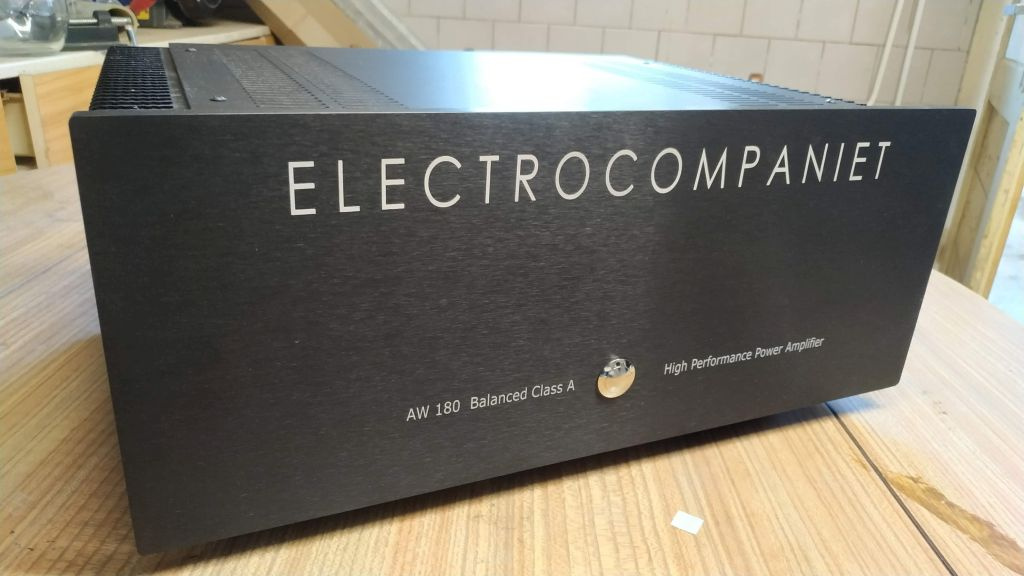 ELECTROCOMPANIET
AW 180 Balanced Class A
High Performance Power Amplifier